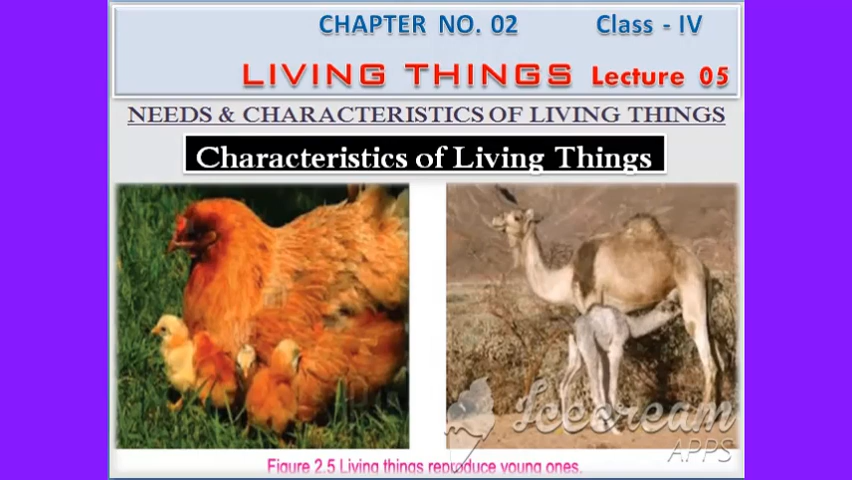 CHAPTER NO. 02 Class - IV
LIVING THINGS Lecture 05
NEEDS & CHARACTERISTICS OF LIVING THINGS
Characteristics of Living Things
Icecream
APPS
Figure 2.5 Living things reproduce young ones.